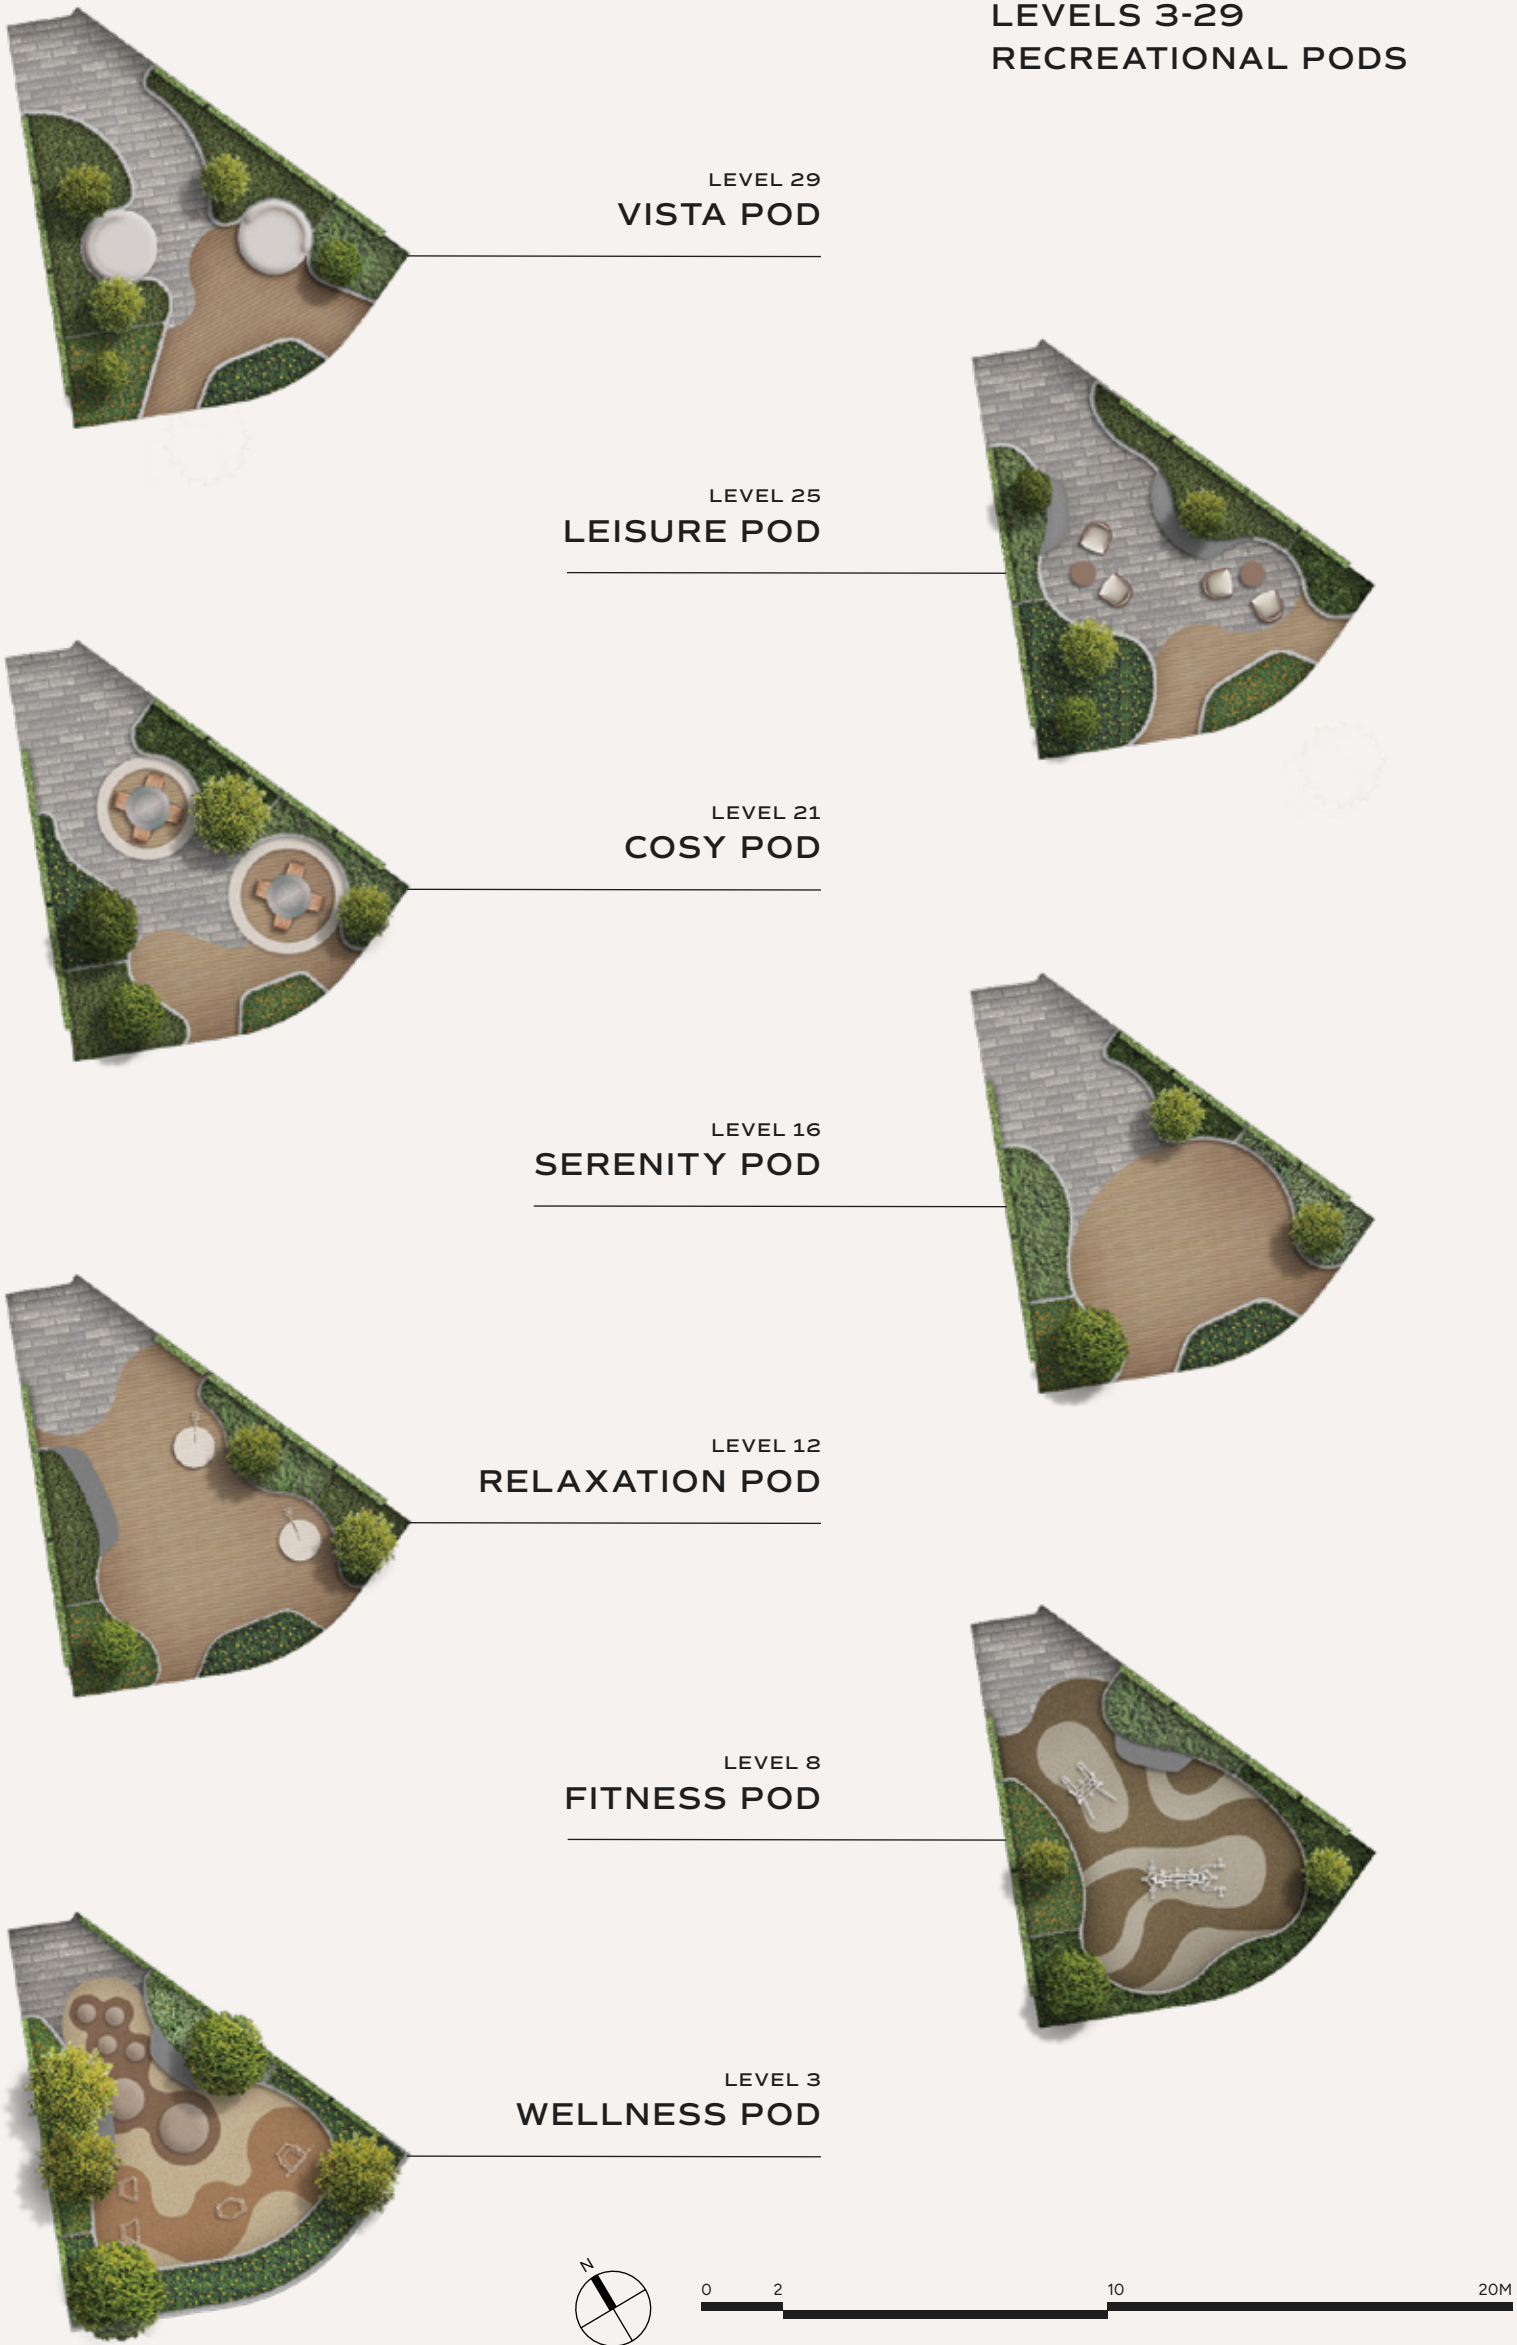 LEVELS 3-29
RECREATIONAL PODS
LEVEL 29
VISTA POD
LEVEL 25
LEISURE POD
LEVEL 21
COSY POD
LEVEL 16
SERENITY POD
LEVEL 12
RELAXATION POD
LEVEL 8
FITNESS POD
LEVEL 3
WELLNESS POD
N
0 2 10 20M